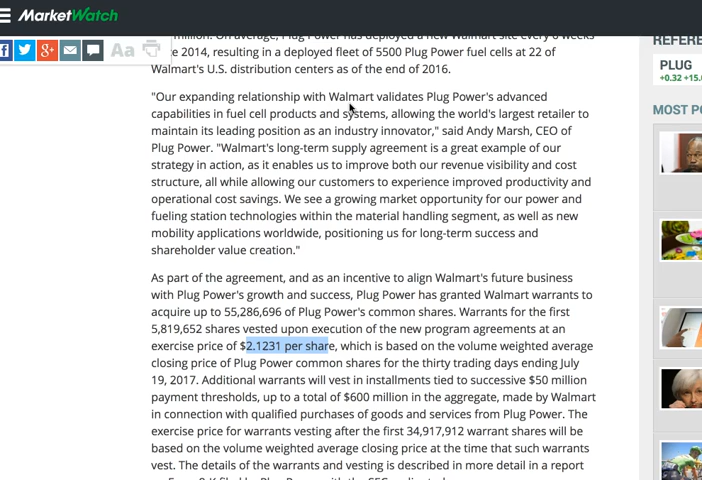 MarketWatch
million. On average, Plug Power has deployed a new Walmart site every 6 weeks
2014, resulting in a deployed fleet of 5500 Plug Power fuel cells at 22 of
Walmart's U.S. distribution centers as of the end of 2016.
"Our expanding relationship with Walmart validates Plug Power's advanced
capabilities in fuel cell products and systems, allowing the world's largest retailer to
maintain its leading position as an industry innovator," said Andy Marsh, CEO of
Plug Power. "Walmart's long-term supply agreement is a great example of our
strategy in action, as it enables us to improve both our revenue visibility and cost
structure, all while allowing our customers to experience improved productivity and
operational cost savings. We see a growing market opportunity for our power and
fueling station technologies within the material handling segment, as well as new
mobility applications worldwide, positioning us for long-term success and
shareholder value creation."
As part of the agreement, and as an incentive to align Walmart's future business
with Plug Power's growth and success, Plug Power has granted Walmart warrants to
acquire up to 55,286,696 of Plug Power's common shares. Warrants for the first
5,819,652 shares vested upon execution of the new program agreements at an
exercise price of $2.1231 per share, which is based on the volume weighted average
closing price of Plug Power common shares for the thirty trading days ending July
19, 2017. Additional warrants will vest in installments tied to successive $50 million
payment thresholds, up to a total of $600 million in the aggregate, made by Walmart
in connection with qualified purchases of goods and services from Plug Power. The
exercise price for warrants vesting after the first 34,917,912 warrant shares will be
based on the volume weighted average closing price at the time that such warrants
vest. The details of the warrants and vesting is described in more detail in a report
f
G+
Aa
REFERE
PLUG
+0.32 +15.
MOST PO